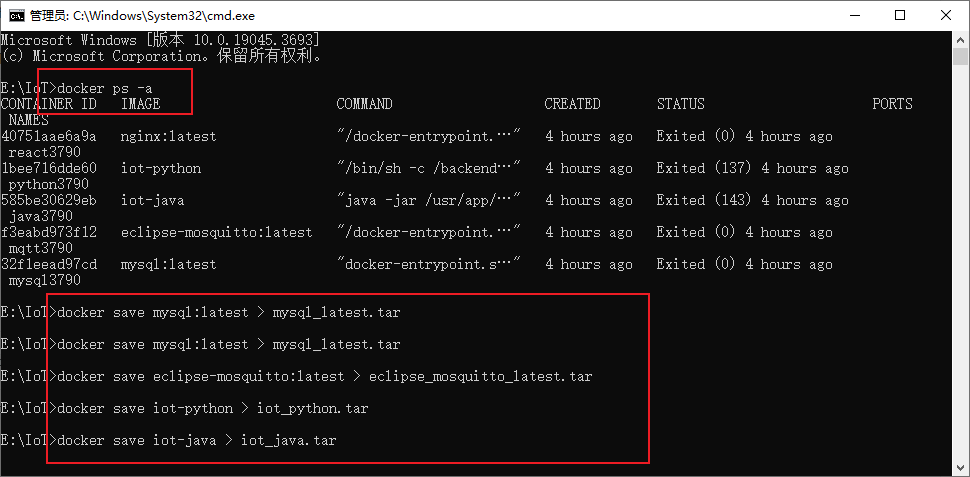 管理员: C:\Windows\System32\cmd.exe
Microsoft Windows [版本 10.0.19045.3693]
(c) Microsoft Corporation。保留所有权利。
E:\IoT>docker ps -a
CONTAINER ID   IMAGE                      COMMAND                   CREATED       STATUS                     PORTS
 NAMES
40751aae6a9a   nginx:latest               "/docker-entrypoint.…"   4 hours ago   Exited (0) 4 hours ago
 react3790
1bee716dde60   iot-python                 "/bin/sh -c /backend…"   4 hours ago   Exited (137) 4 hours ago
 python3790
585be30629eb   iot-java                   "java -jar /usr/app/…"   4 hours ago   Exited (143) 4 hours ago
 java3790
f3eabd973f12   eclipse-mosquitto:latest   "/docker-entrypoint.…"   4 hours ago   Exited (0) 4 hours ago
 mqtt3790
32f1eead97cd   mysql:latest               "docker-entrypoint.s…"   4 hours ago   Exited (0) 4 hours ago
 mysql3790
E:\IoT>docker save mysql:latest > mysql_latest.tar
E:\IoT>docker save mysql:latest > mysql_latest.tar
E:\IoT>docker save eclipse-mosquitto:latest > eclipse_mosquitto_latest.tar
E:\IoT>docker save iot-python > iot_python.tar
E:\IoT>docker save iot-java > iot_java.tar